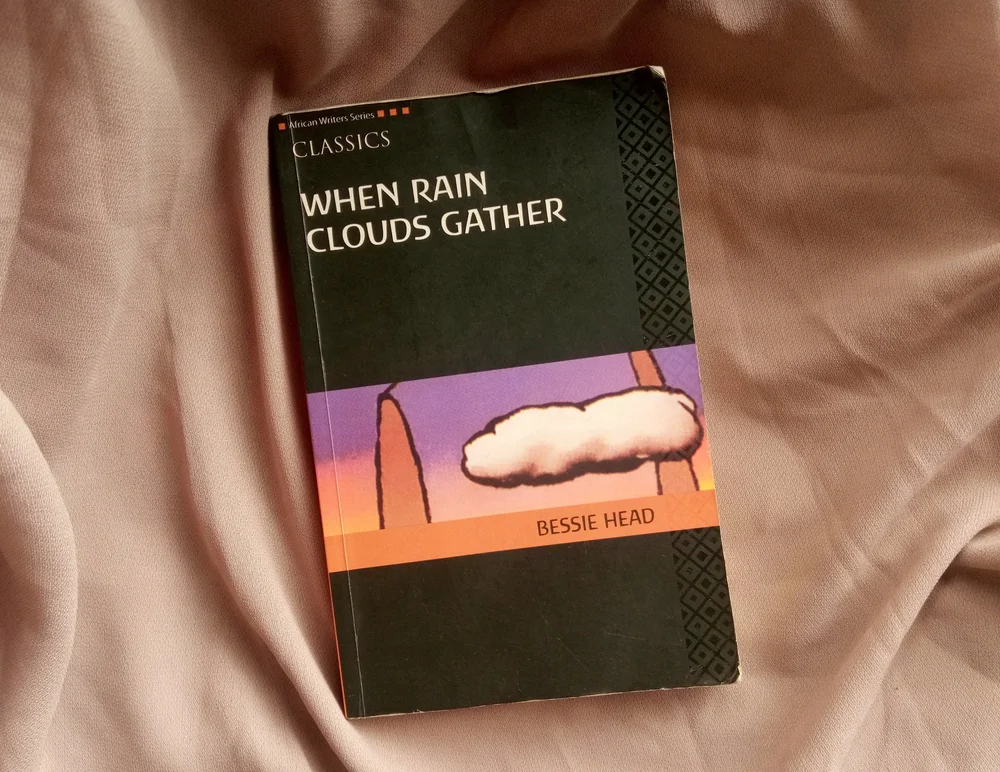 African Writers Series
CLASSICS
WHEN RAIN
CLOUDS GATHER
BESSIE HEAD